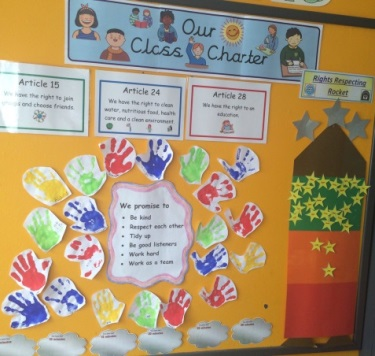 Our
Class Charter
Article 15
We have the right to join
groups and choose friends.
Article 24
We have the right to clean
water, nutritious food, health
care and a clean environment.
Article 28
We have the right to an
education.
Rights Respecting
Rocket
We promise to
• Be kind
• Respect each other
• Tidy up
• Be good listeners
• Work hard
• Work as a team